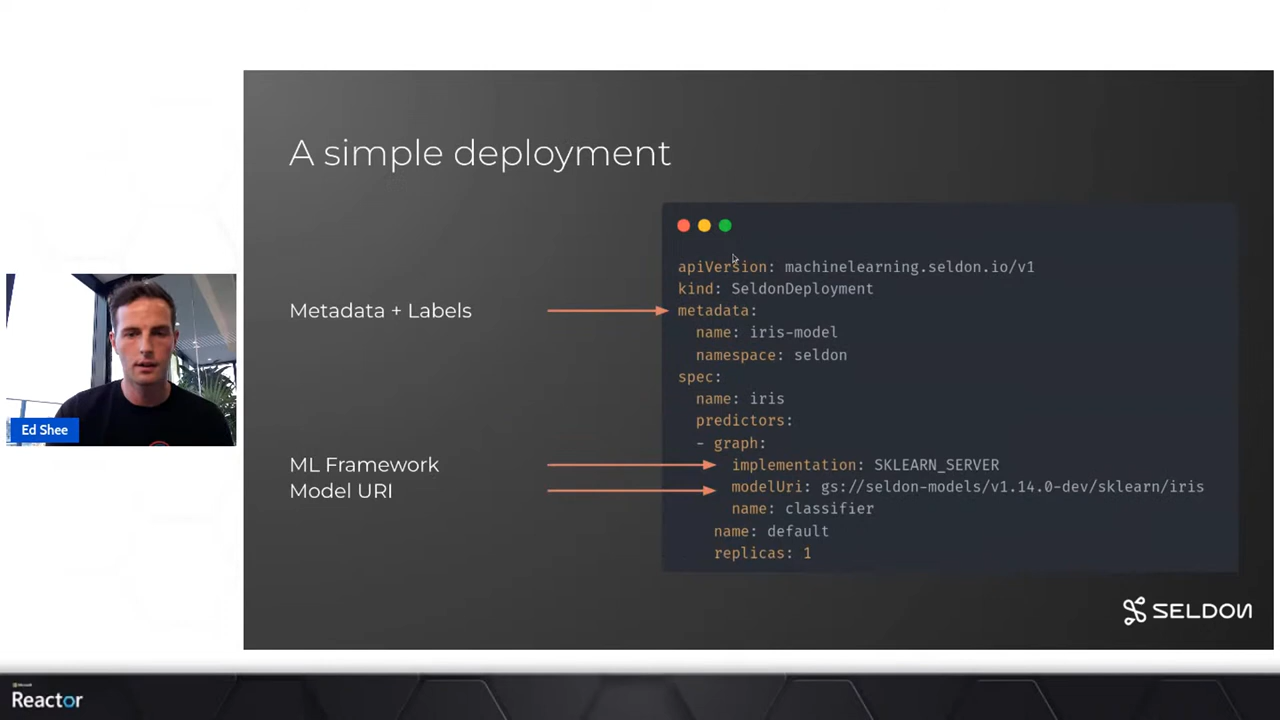 A simple deployment
Metadata + Labels
ML Framework
Model URI
apiVersion: machinelearning.seldon.io/v1
kind: SeldonDeployment
metadata:
  name: iris-model
  namespace: seldon
spec:
  name: iris
  predictors:
  - graph:
      implementation: SKLEARN_SERVER
      modelUri: gs://seldon-models/v1.14.0-dev/sklearn/iris
      name: classifier
    name: default
    replicas: 1
SELDON
Ed Shee
Microsoft
Reactor